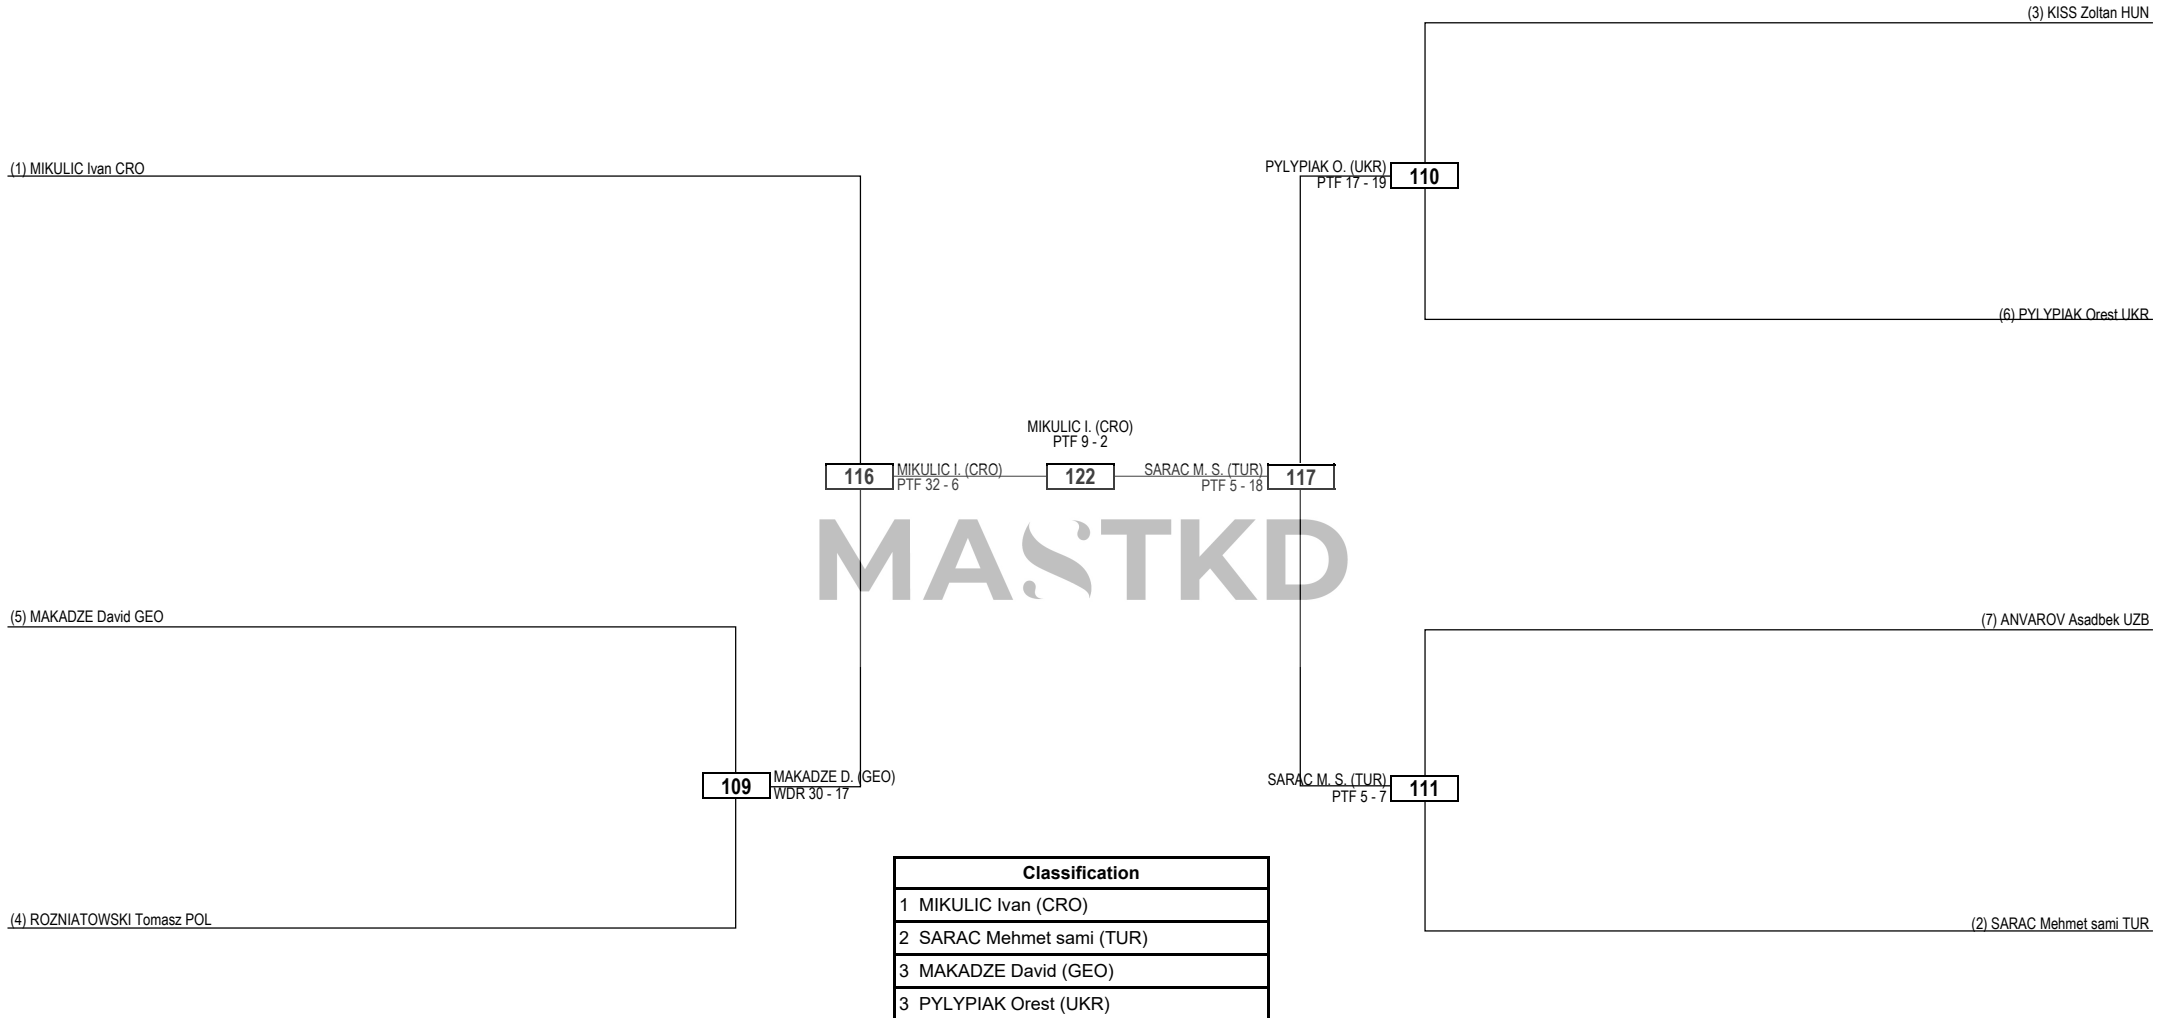 (3) KISS Zoltan HUN
(1) MIKULIC Ivan CRO
PYLYPIAK O. (UKR)
PTF 17 - 19
110
(6) PYLYPIAK Orest UKR
MIKULIC I. (CRO)
PTF 9 - 2
116
MIKULIC I. (CRO)
PTF 32 - 6
122
SARAC M. S. (TUR)
PTF 5 - 18
117
MASTKD
(5) MAKADZE David GEO
(7) ANVAROV Asadbek UZB
109
MAKADZE D. (GEO)
WDR 30 - 17
SARAC M. S. (TUR)
PTF 5 - 7
111
(4) ROZNIATOWSKI Tomasz POL
(2) SARAC Mehmet sami TUR
Classification
1 MIKULIC Ivan (CRO)
2 SARAC Mehmet sami (TUR)
3 MAKADZE David (GEO)
3 PYLYPIAK Orest (UKR)